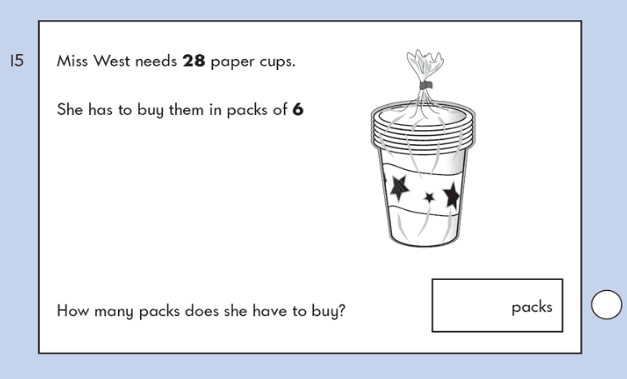 15
Miss West needs 28 paper cups.
She has to buy them in packs of 6
How many packs does she have to buy?
packs